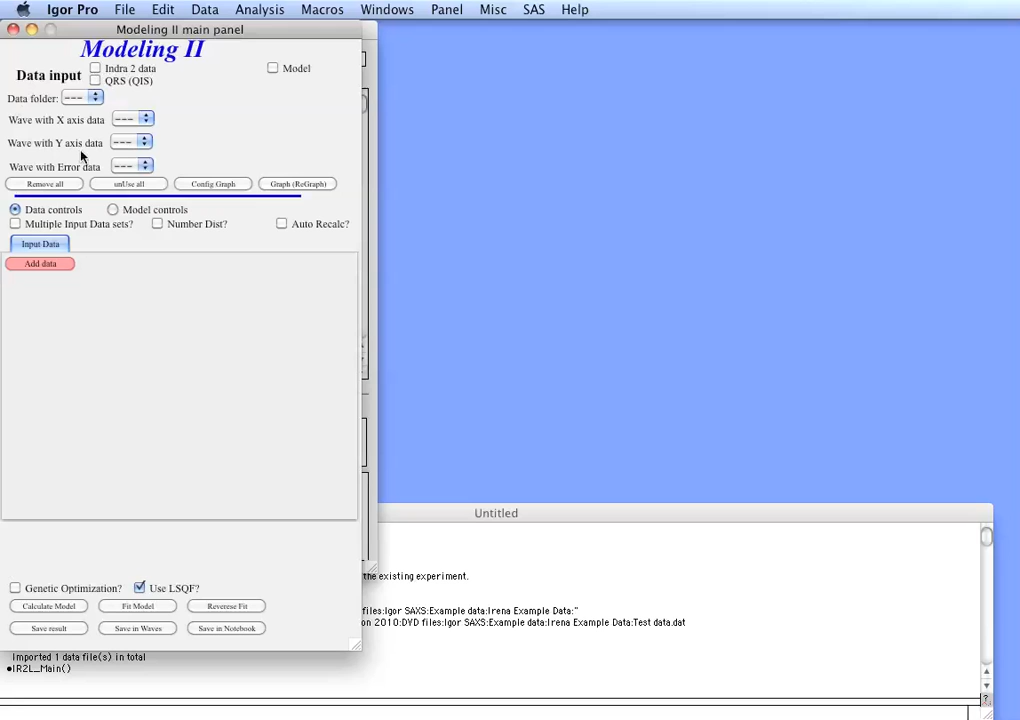 Igor Pro File Edit Data Analysis Macros Windows Panel Misc SAS Help
Modeling II main panel
Modeling II
Data input
Indra 2 data
Model
QRS (QIS)
Data folder: ---
Wave with X axis data ---
Wave with Y axis data ---
Wave with Error data ---
Remove all unUse all Config Graph Graph (ReGraph)
Data controls Model controls
Multiple Input Data sets? Number Dist? Auto Recalc?
Input Data
Add data
Untitled
the existing experiment.
files:Igor SAXS:Example data:Irena Example Data:"
on 2010:DVD files:Igor SAXS:Example data:Irena Example Data:Test data.dat
Genetic Optimization? Use LSQF?
Calculate Model Fit Model Reverese Fit
Save result Save in Waves Save in Notebook
Imported 1 data file(s) in total
•IR2L_Main()